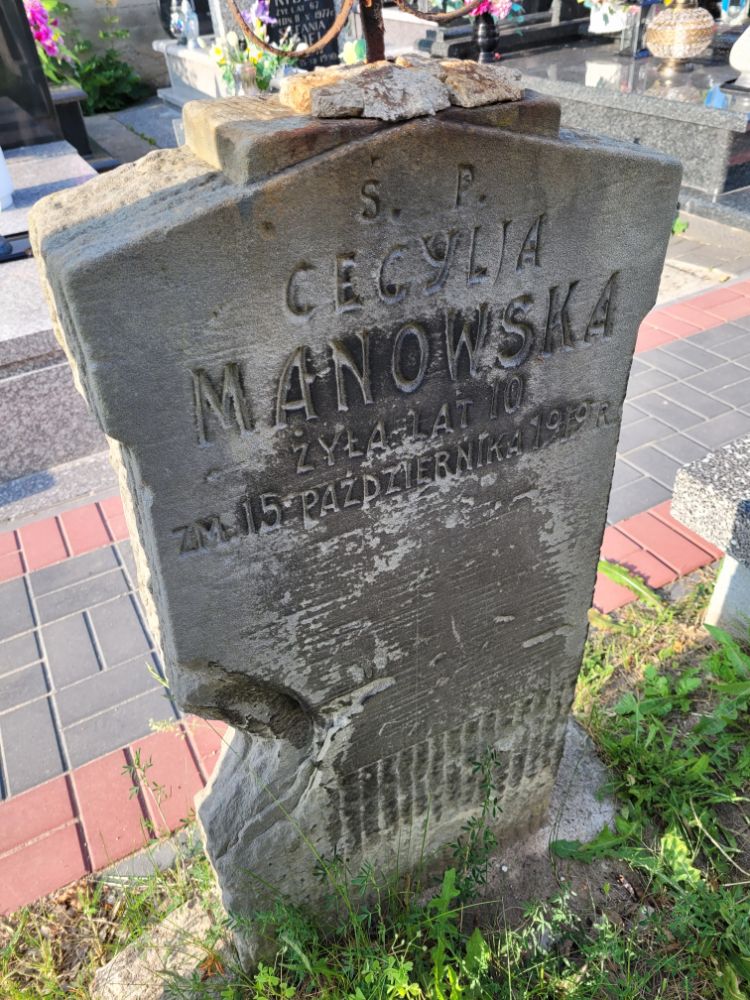 Ś. P.
CECYLJA
MANOWSKA
ŻYŁA LAT 10
ZM. 15 PAŹDZIERNIKA 1919 R.